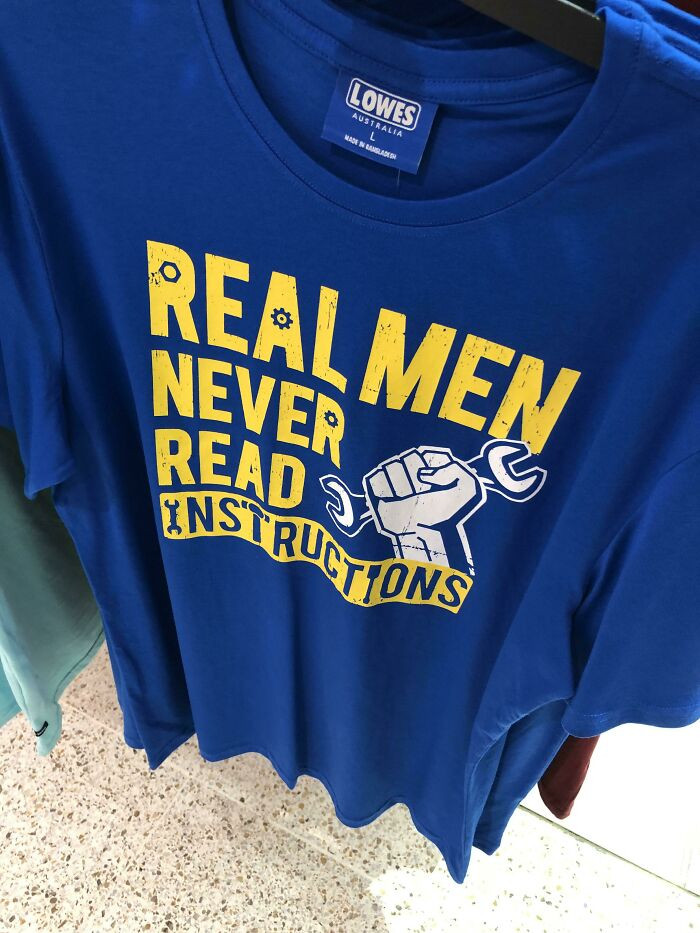 LOWES
AUSTRALIA
L
MADE IN BANGLADESH
REAL MEN
NEVER
READ
INSTRUCTIONS